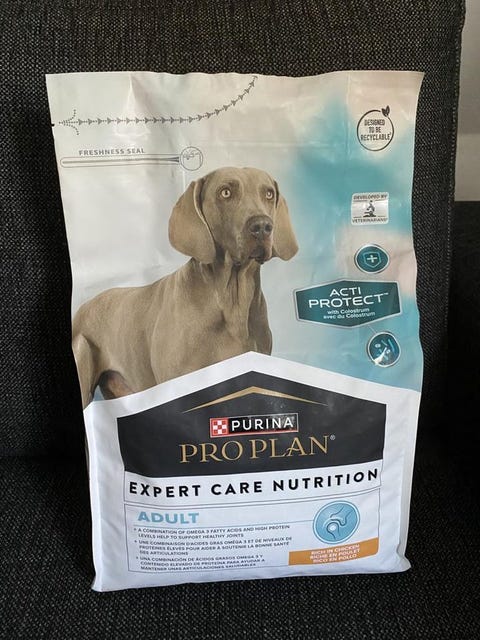 FRESHNESS SEAL
DESIGNED
TO BE
RECYCLABLE
DEVELOPED BY
VETERINARIANS
ACTI
PROTECT™
with Colostrum
avec du Colostrum
PURINA
PRO PLAN®
EXPERT CARE NUTRITION
ADULT
A COMBINATION OF OMEGA 3 FATTY ACIDS AND HIGH PROTEIN
LEVELS HELP TO SUPPORT HEALTHY JOINTS
UNE COMBINAISON D'ACIDES GRAS OMEGA 3 ET DE NIVEAUX DE
PROTÉINES ÉLEVÉS POUR AIDER À SOUTENIR LA BONNE SANTÉ
DES ARTICULATIONS
UNA COMBINACIÓN DE ÁCIDOS GRASOS OMEGA 3 Y
CONTENIDO ELEVADO DE PROTEÍNA PARA AYUDAR A
MANTENER UNAS ARTICULACIONES SALUDABLES
RICH IN CHICKEN
RICHE EN POULET
RICO EN POLLO